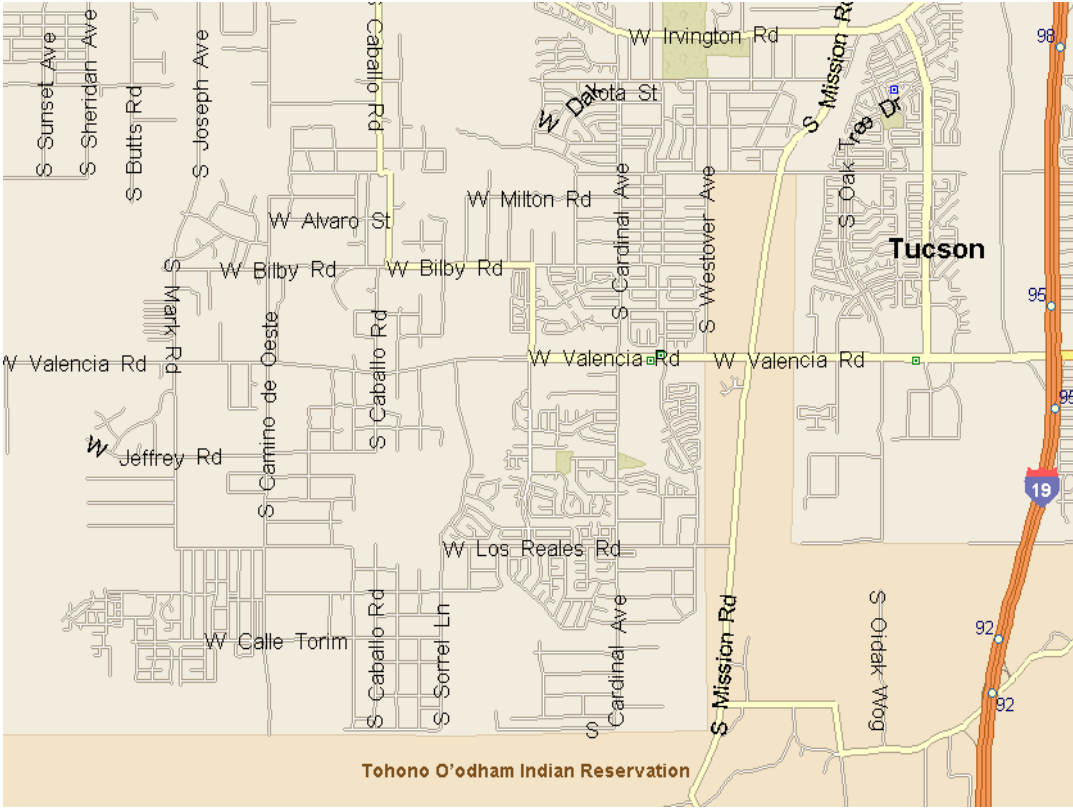 W Irvington Rd
98
S Sunset Ave
S Sheridan Ave
S Butts Rd
S Joseph Ave
S Caballo Rd
S Mission Rd
W Dakota St
S Oak Tree Dr
W Milton Rd
S Cardinal Ave
S Westover Ave
W Alvaro St
Tucson
W Bilby Rd
W Bilby Rd
95
S Mark Rd
S Camino de Oeste
S Caballo Rd
W Valencia Rd
W Valencia Rd
W Valencia Rd
95
W Jeffrey Rd
19
W Los Reales Rd
S Caballo Rd
S Sorrel Ln
S Cardinal Ave
S Mission Rd
S Oidak Wog
92
W Calle Torim
92
S
Tohono O'odham Indian Reservation